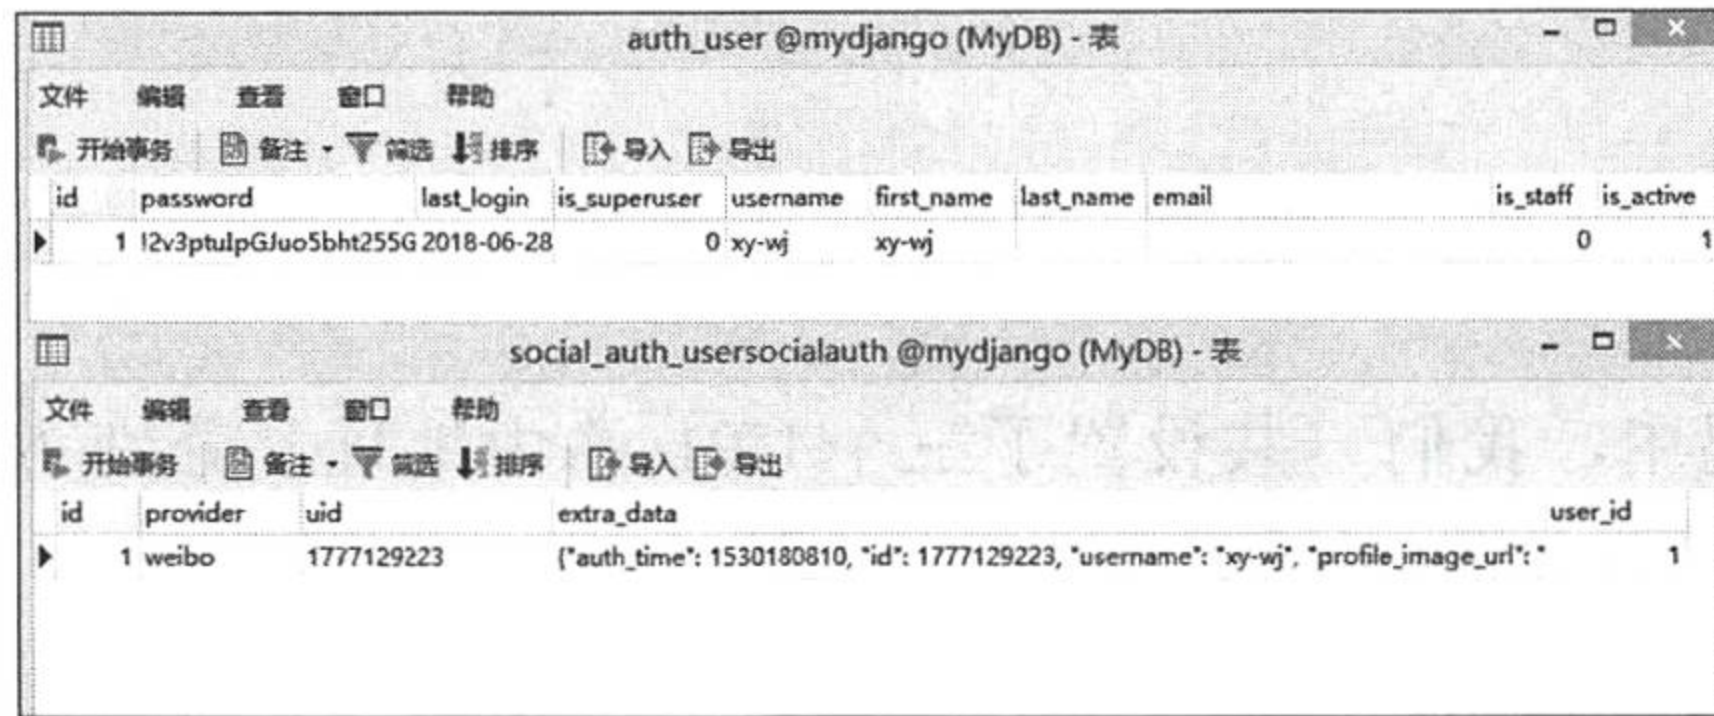 auth_user @mydjango (MyDB) - 表
文件 编辑 查看 窗口 帮助
开始事务 备注 筛选 排序 导入 导出
id password last_login is_superuser username first_name last_name email is_staff is_active
1 !2v3ptuIpGJuo5bht255G 2018-06-28 0 xy-wj xy-wj 0 1
social_auth_usersocialauth @mydjango (MyDB) - 表
文件 编辑 查看 窗口 帮助
开始事务 备注 筛选 排序 导入 导出
id provider uid extra_data user_id
1 weibo 1777129223 {"auth_time": 1530180810, "id": 1777129223, "username": "xy-wj", "profile_image_url": " 1